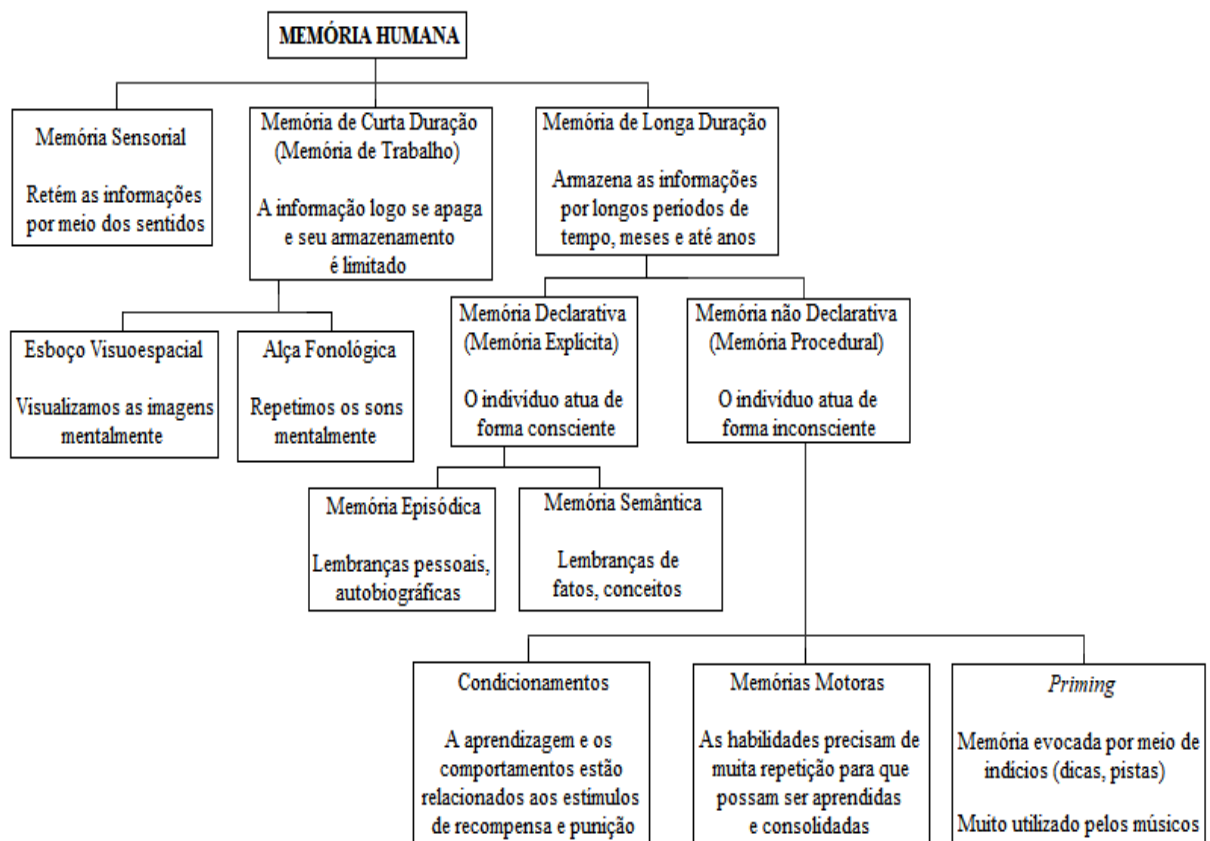 MEMÓRIA HUMANA
Memória Sensorial
Retém as informações
por meio dos sentidos
Memória de Curta Duração
(Memória de Trabalho)
A informação logo se apaga
e seu armazenamento
é limitado
Memória de Longa Duração
Armazena as informações
por longos períodos de
tempo, meses e até anos
Esboço Visuoespacial
Visualizamos as imagens
mentalmente
Alça Fonológica
Repetimos os sons
mentalmente
Memória Declarativa
(Memória Explícita)
O indivíduo atua de
forma consciente
Memória não Declarativa
(Memória Procedural)
O indivíduo atua de
forma inconsciente
Memória Episódica
Lembranças pessoais,
autobiográficas
Memória Semântica
Lembranças de
fatos, conceitos
Condicionamentos
A aprendizagem e os
comportamentos estão
relacionados aos estímulos
de recompensa e punição
Memórias Motoras
As habilidades precisam de
muita repetição para que
possam ser aprendidas
e consolidadas
Priming
Memória evocada por meio de
indícios (dicas, pistas)
Muito utilizado pelos músicos